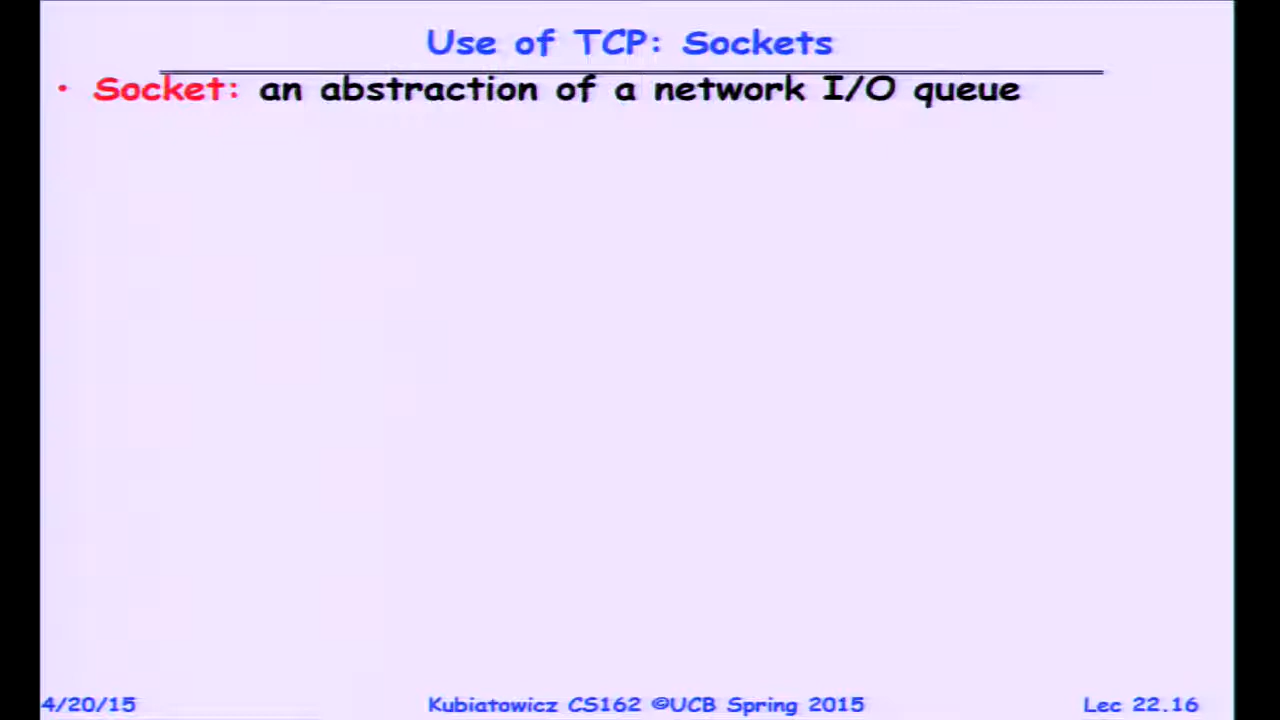 Use of TCP: Sockets
• Socket: an abstraction of a network I/O queue
4/20/15 Kubiatowicz CS162 ©UCB Spring 2015 Lec 22.16